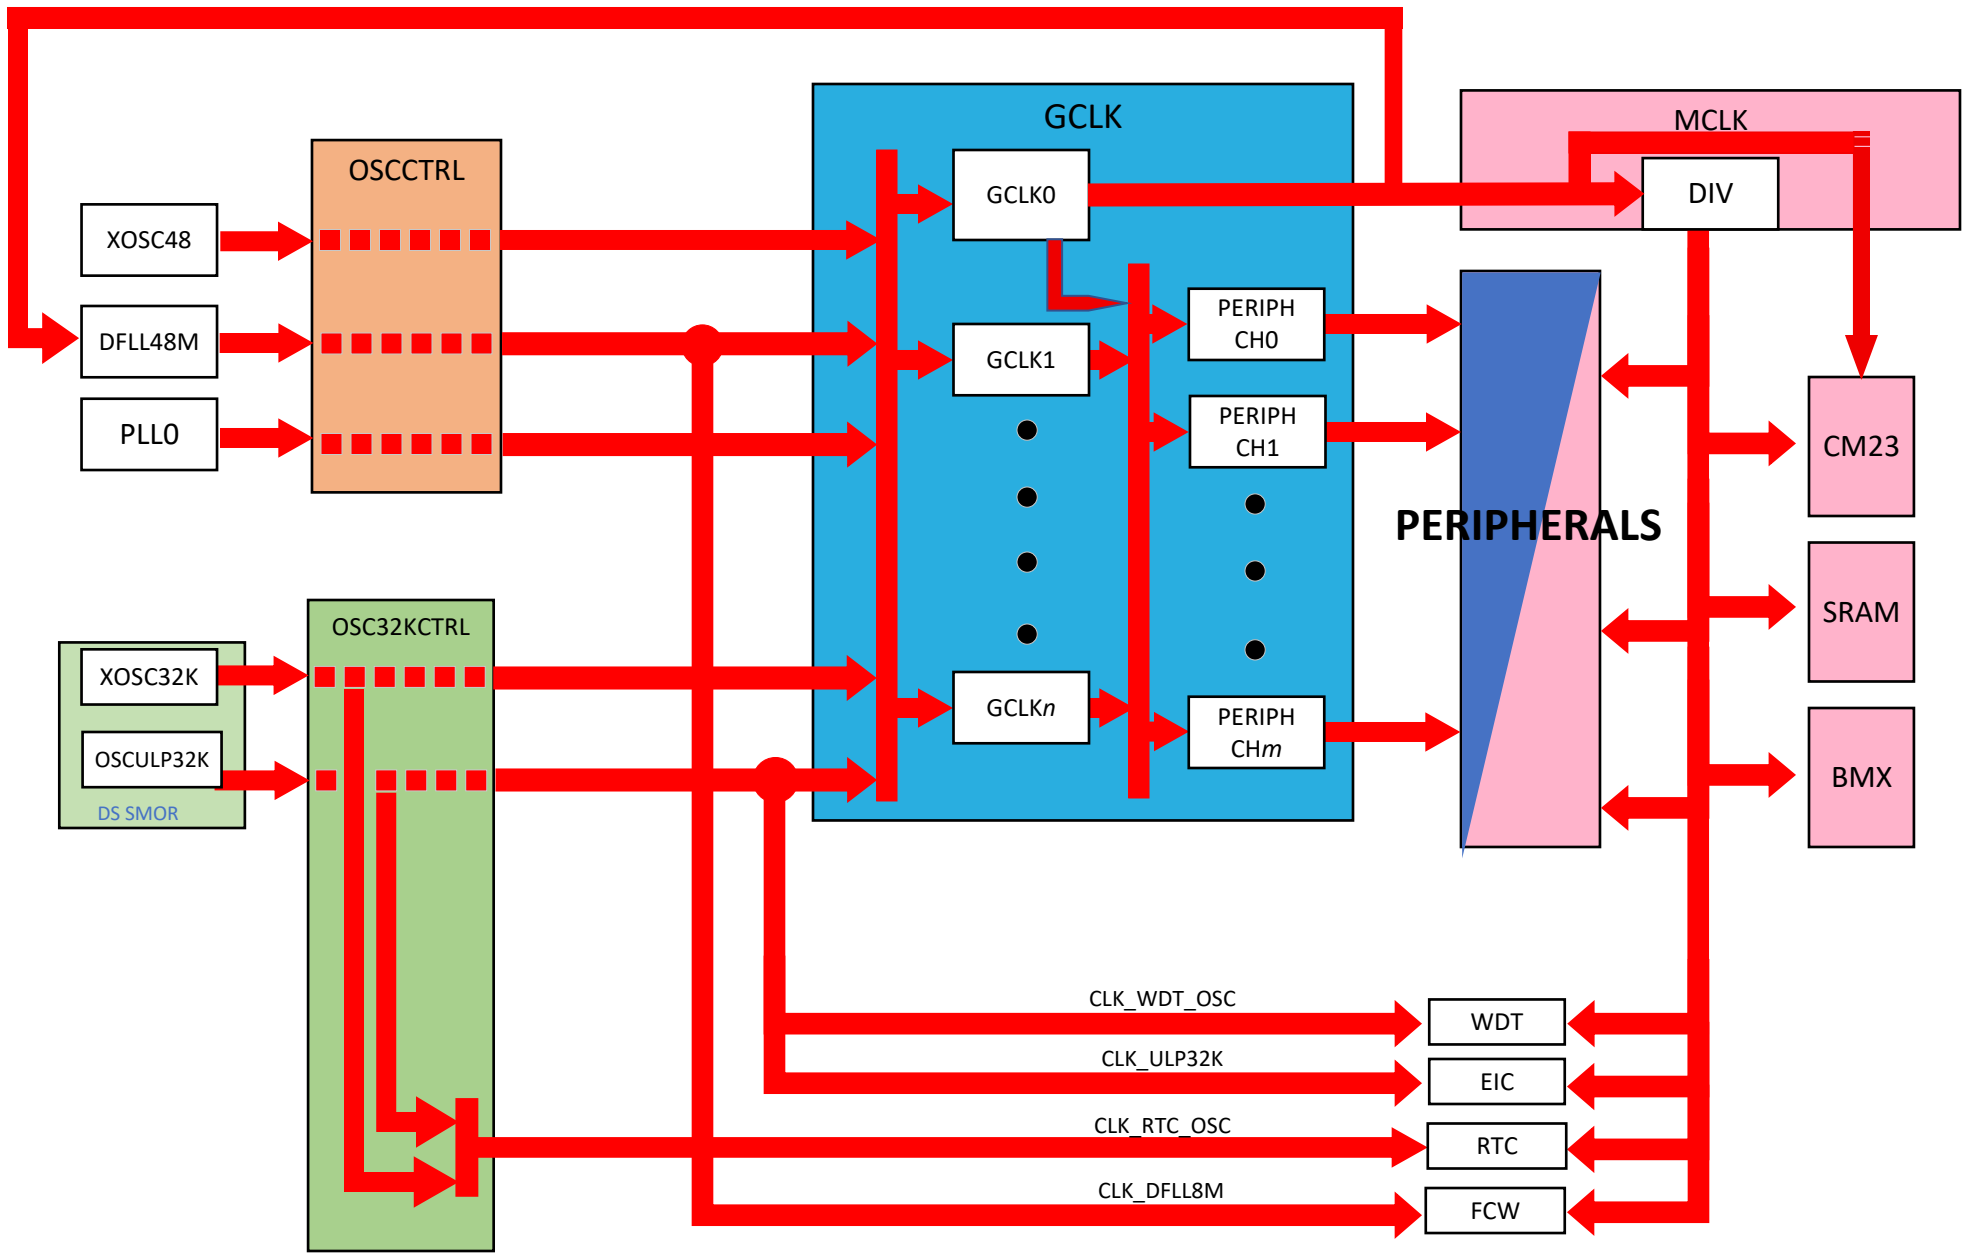 GCLK
MCLK
OSCCTRL
GCLK0
DIV
XOSC48
DFLL48M
PLL0
PERIPH
CH0
GCLK1
PERIPH
CH1
CM23
PERIPHERALS
SRAM
OSC32KCTRL
XOSC32K
GCLKn
PERIPH
CHm
OSCULP32K
DS SMOR
BMX
CLK_WDT_OSC
WDT
CLK_ULP32K
EIC
CLK_RTC_OSC
RTC
CLK_DFLL8M
FCW